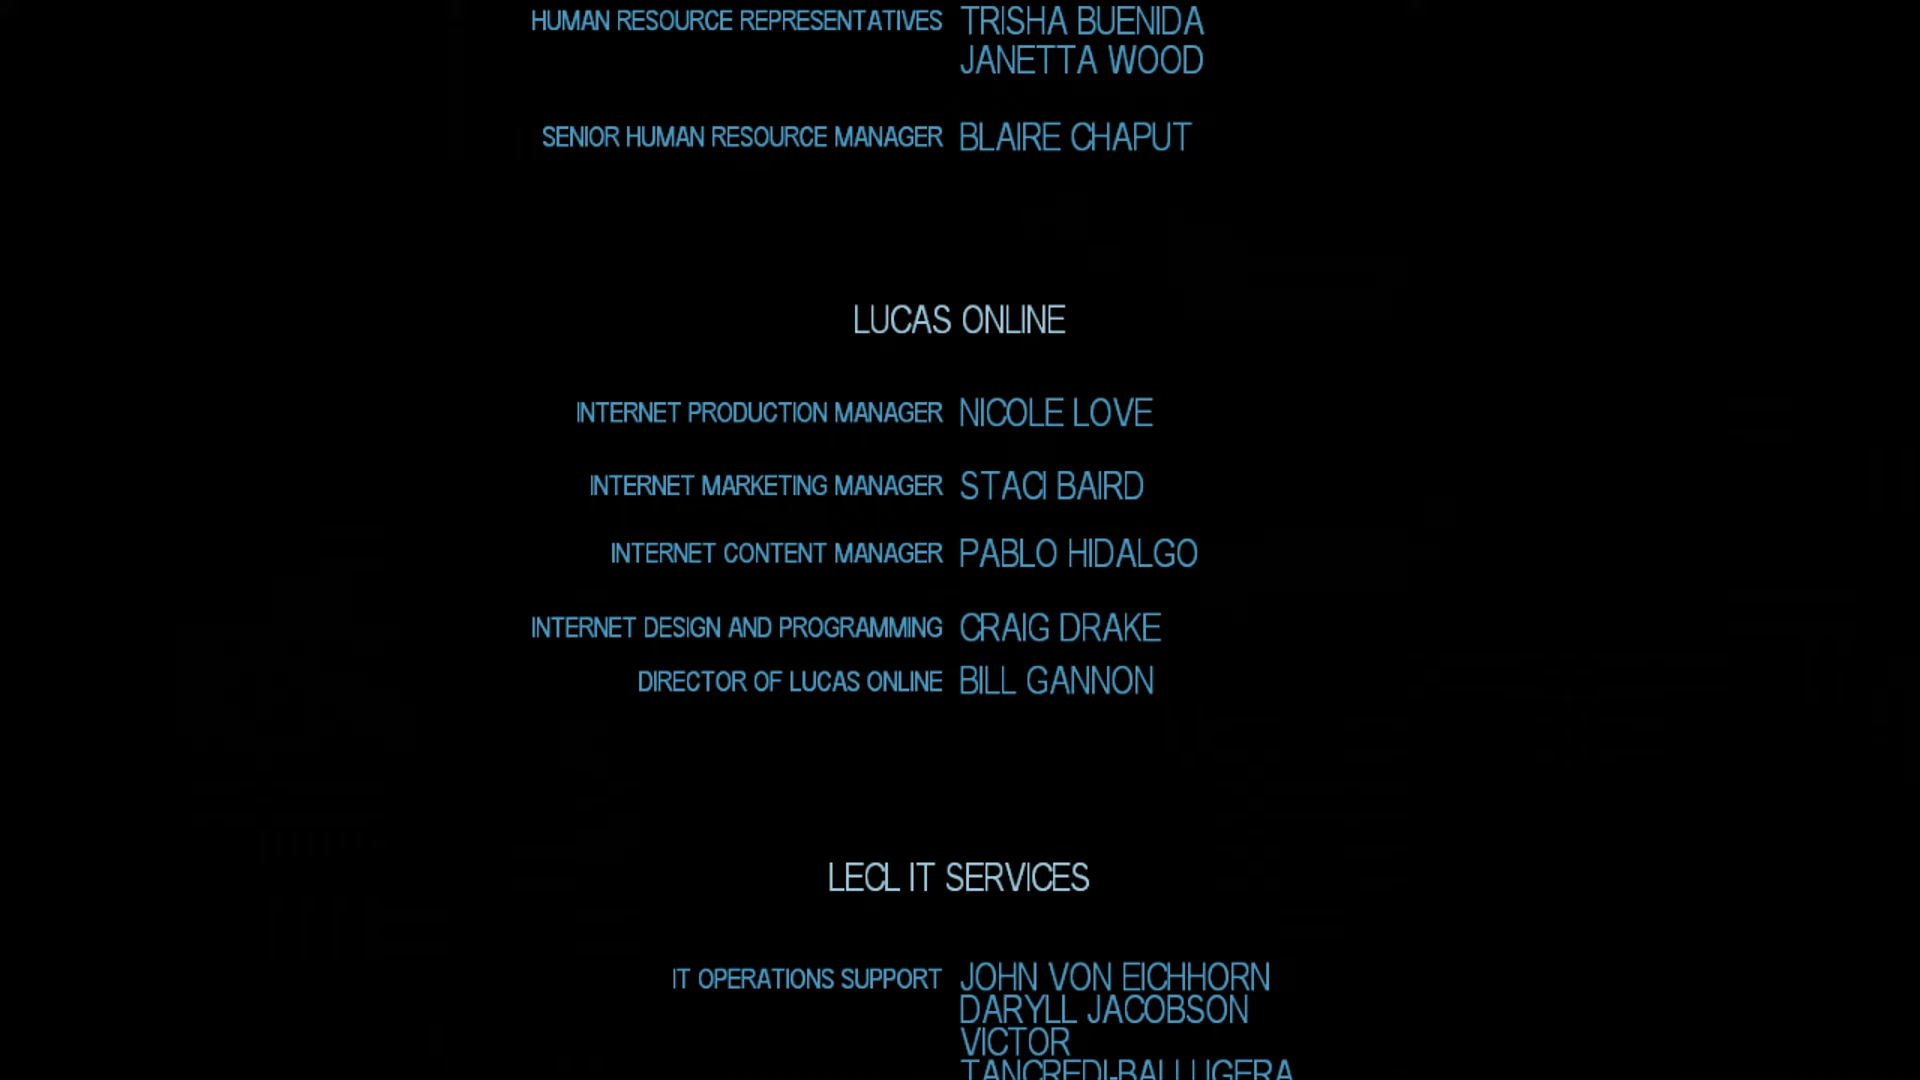 HUMAN RESOURCE REPRESENTATIVES TRISHA BUENIDA
JANETTA WOOD
SENIOR HUMAN RESOURCE MANAGER BLAIRE CHAPUT
LUCAS ONLINE
INTERNET PRODUCTION MANAGER NICOLE LOVE
INTERNET MARKETING MANAGER STACI BAIRD
INTERNET CONTENT MANAGER PABLO HIDALGO
INTERNET DESIGN AND PROGRAMMING CRAIG DRAKE
DIRECTOR OF LUCAS ONLINE BILL GANNON
LECL IT SERVICES
IT OPERATIONS SUPPORT JOHN VON EICHHORN
DARYLL JACOBSON
VICTOR
TANCREDI-BALLUGERA